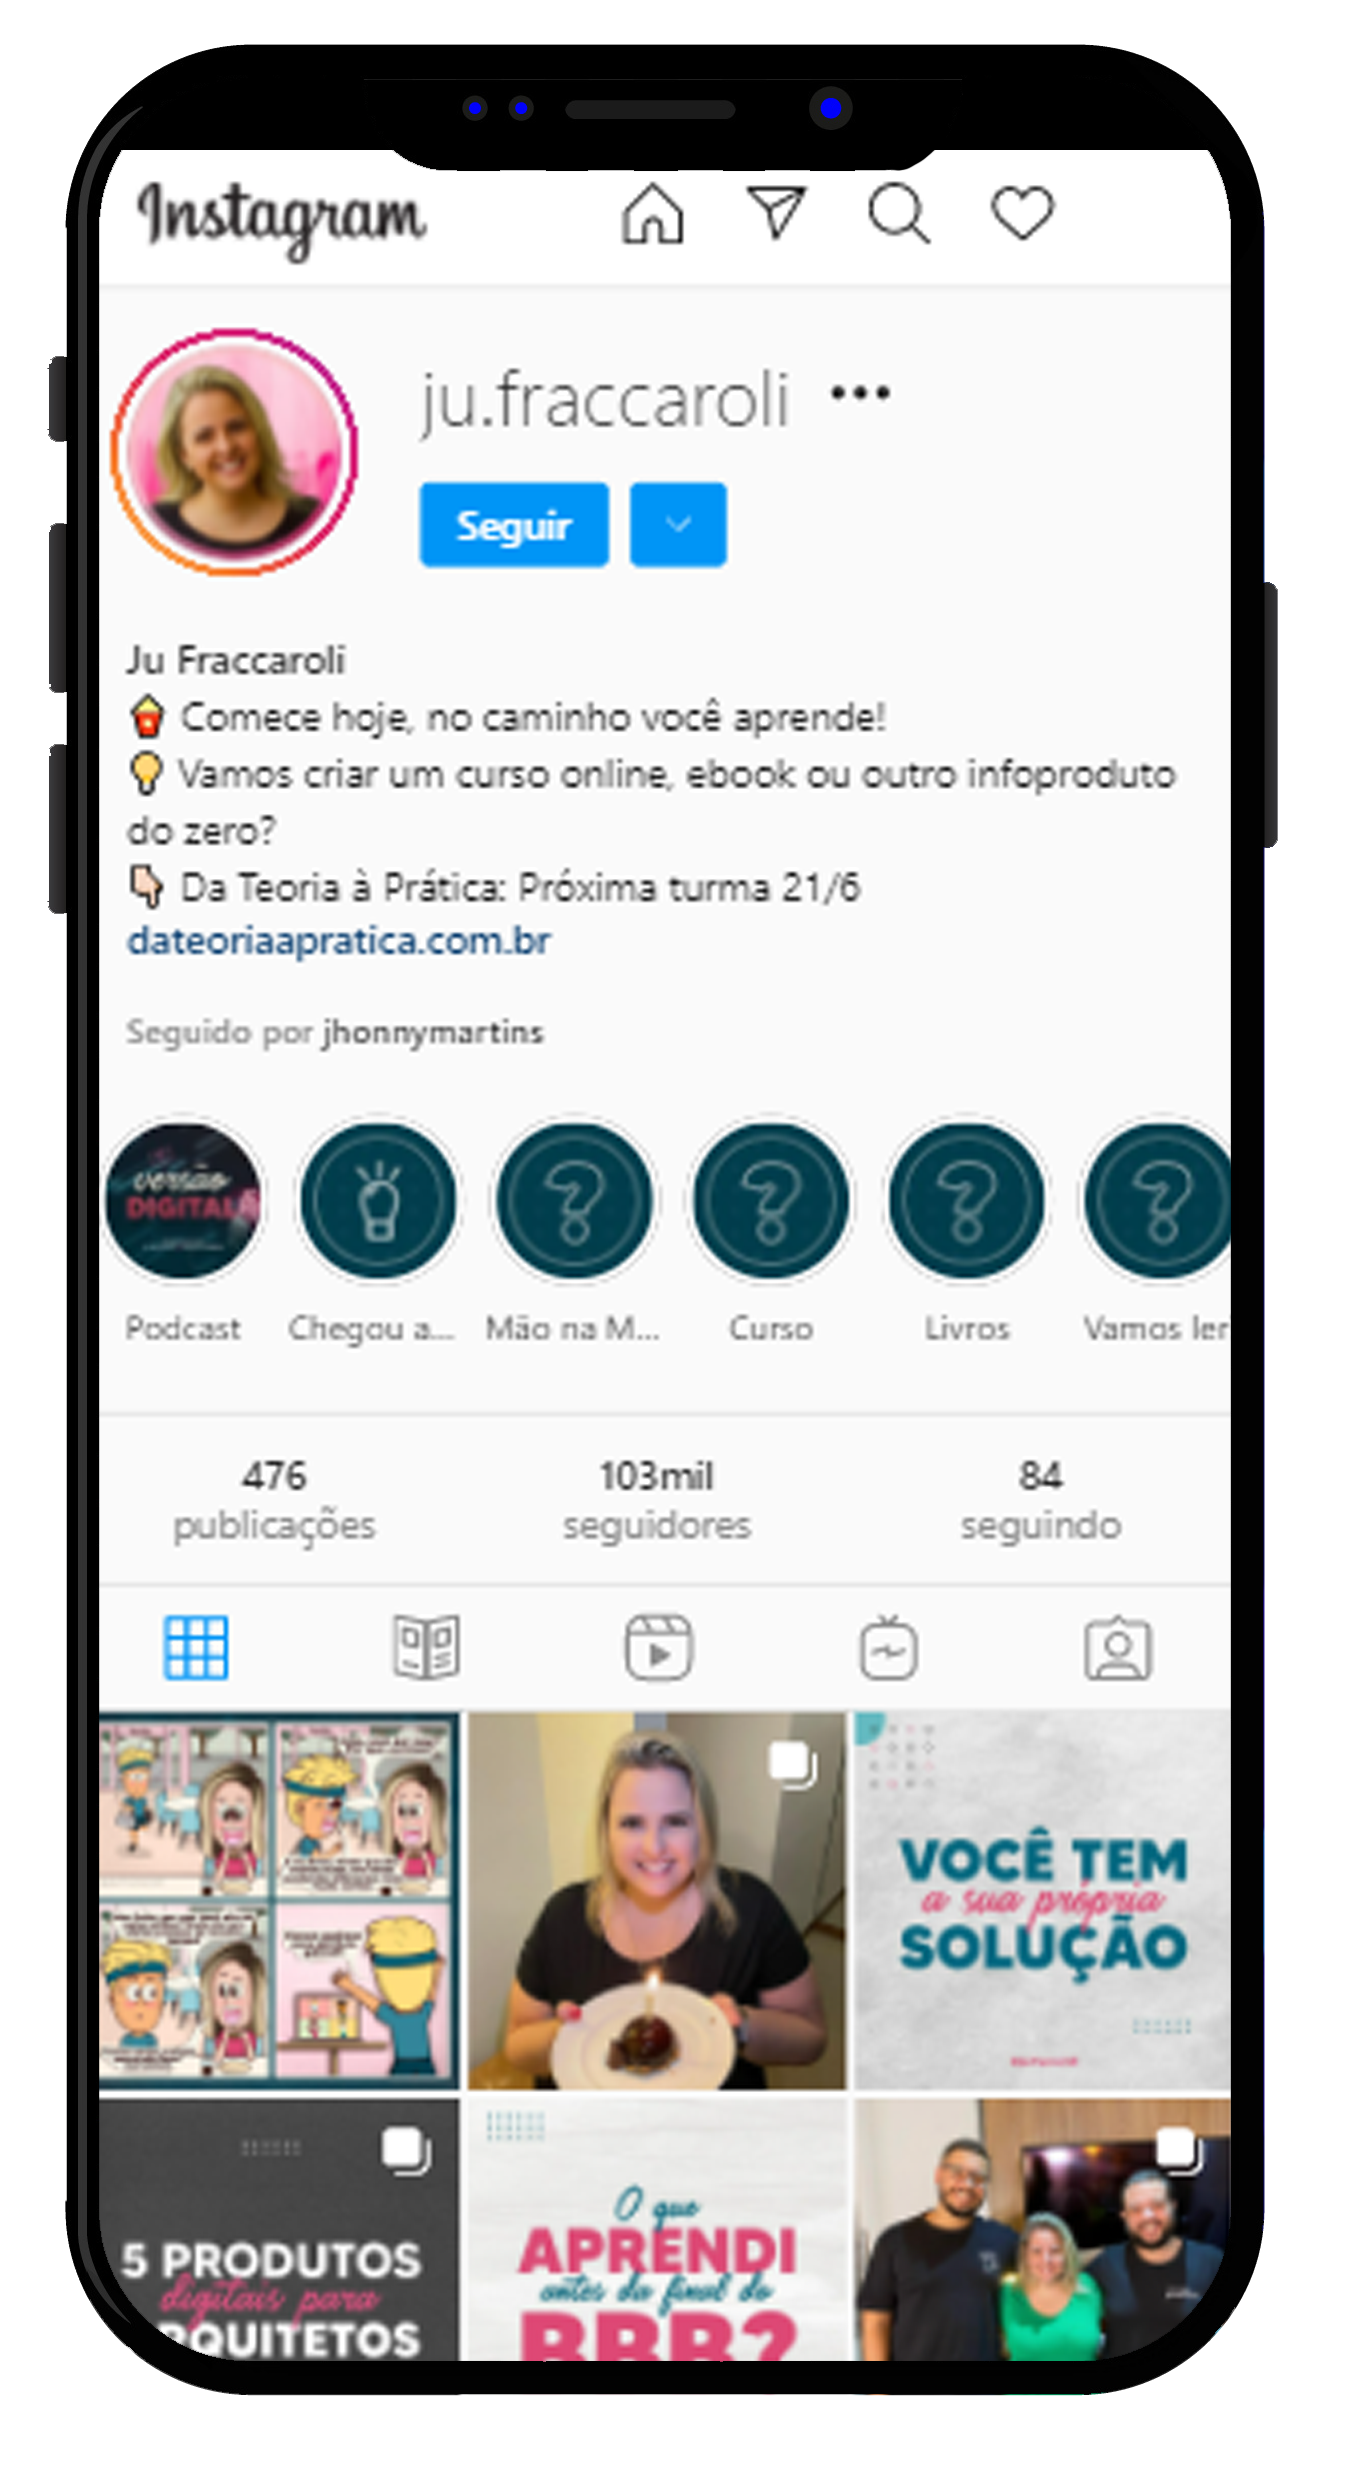 Instagram
ju.fraccaroli
Seguir
Ju Fraccaroli
Comece hoje, no caminho você aprende!
Vamos criar um curso online, ebook ou outro infoproduto
do zero?
Da Teoria à Prática: Próxima turma 21/6
dateoriaapratica.com.br
Seguido por jhonnymartins
versão
DIGITAL
Podcast Chegou a... Mão na M... Curso Livros Vamos ler
476 103mil 84
publicações seguidores seguindo
VOCÊ TEM
a sua própria
SOLUÇÃO
5 PRODUTOS
digitais para
RQUITETOS
O que
APRENDI
antes da final do
BBB?